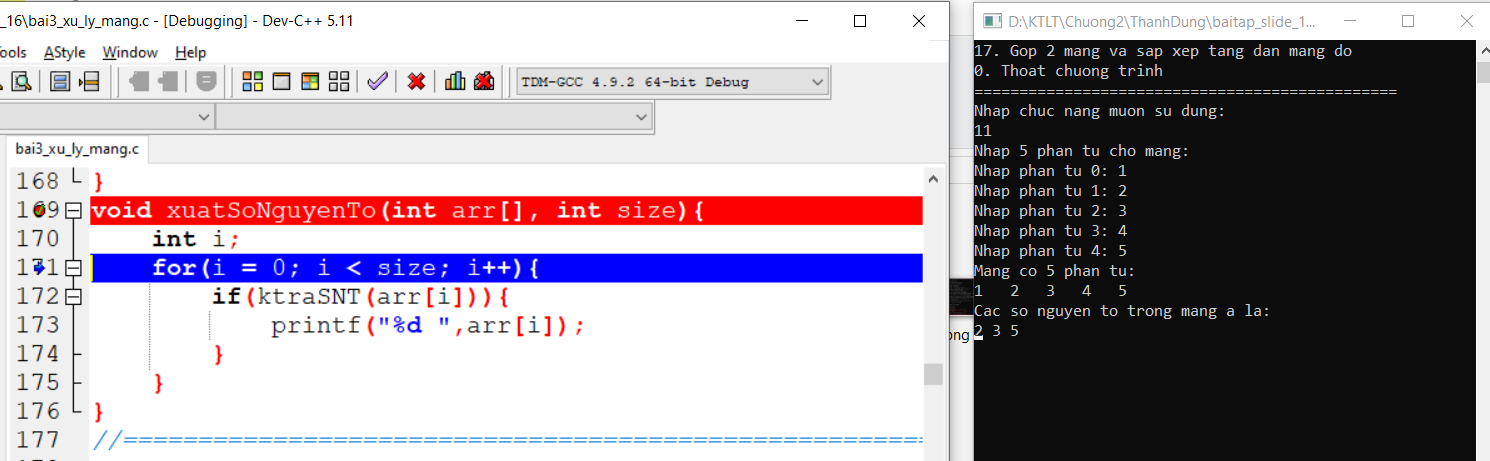 _16\bai3_xu_ly_mang.c - [Debugging] - Dev-C++ 5.11
ools AStyle Window Help
TDM-GCC 4.9.2 64-bit Debug
bai3_xu_ly_mang.c
168 }
169 void xuatSoNguyenTo(int arr[], int size){
170 int i;
171 for(i = 0; i < size; i++){
172 if(ktraSNT(arr[i])){
173 printf("%d ",arr[i]);
174 }
175 }
176 }
177 //==========================================================
D:\KTLT\Chuong2\ThanhDung\baitap_slide_1...
17. Gop 2 mang va sap xep tang dan mang do
0. Thoat chuong trinh
===============================================
Nhap chuc nang muon su dung:
11
Nhap 5 phan tu cho mang:
Nhap phan tu 0: 1
Nhap phan tu 1: 2
Nhap phan tu 2: 3
Nhap phan tu 3: 4
Nhap phan tu 4: 5
Mang co 5 phan tu:
1 2 3 4 5
Cac so nguyen to trong mang a la:
2 3 5
ong